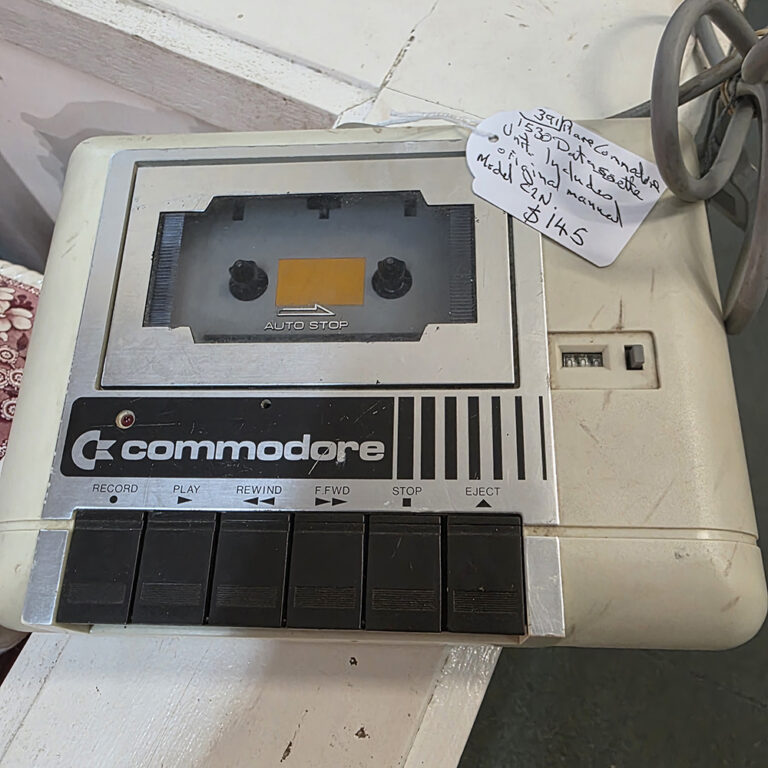 391/Rare Commodore
1530 Datassette
Unit. Includes
original manual
Model C2N.
$145
AUTO STOP
commodore
RECORD PLAY REWIND F.FWD STOP EJECT